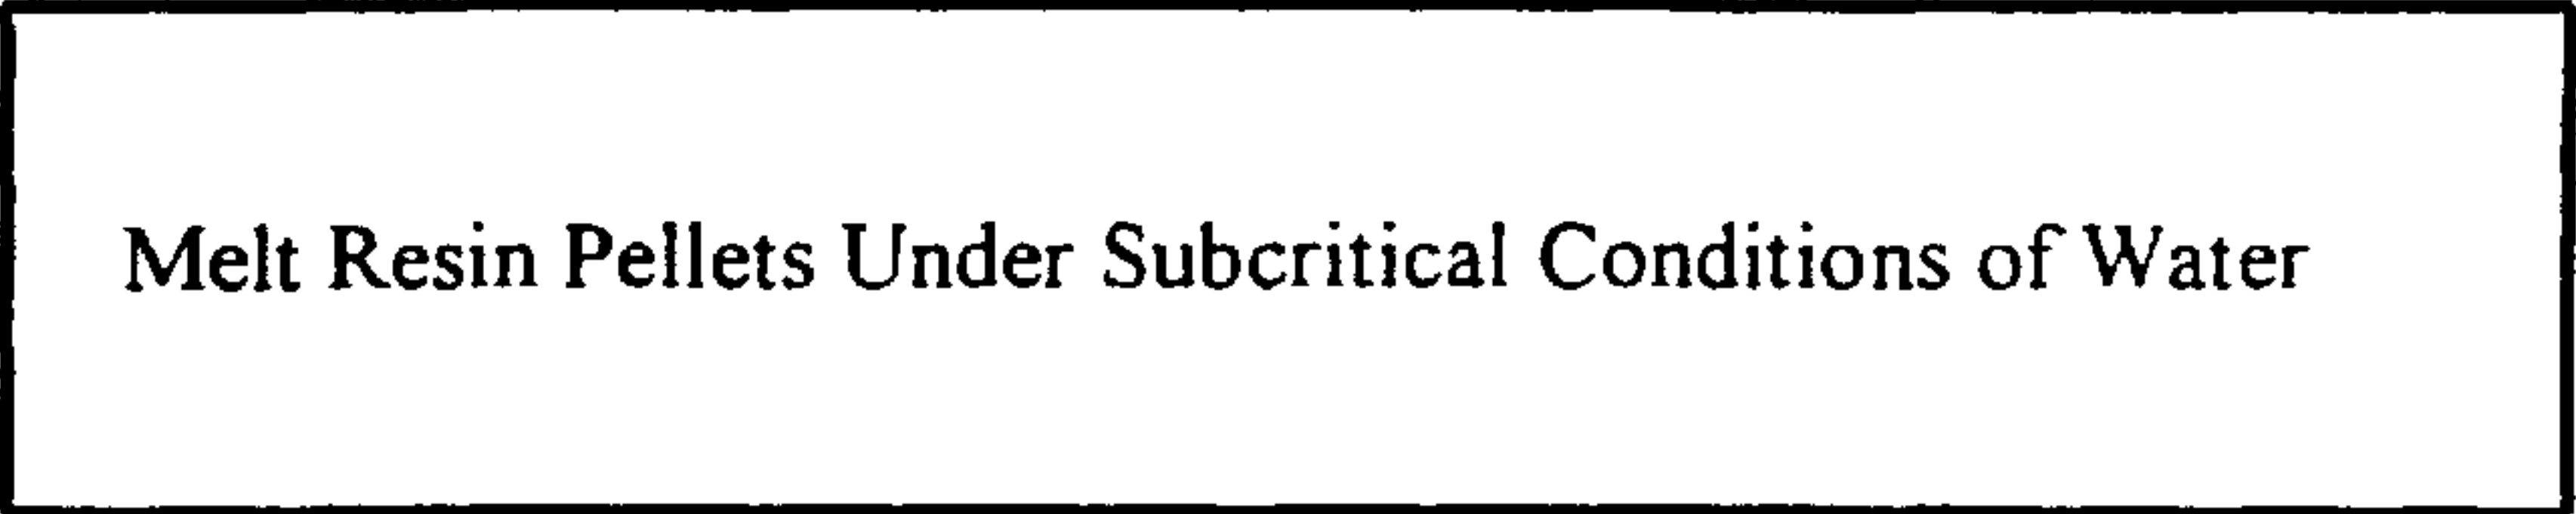 Melt Resin Pellets Under Subcritical Conditions of Water